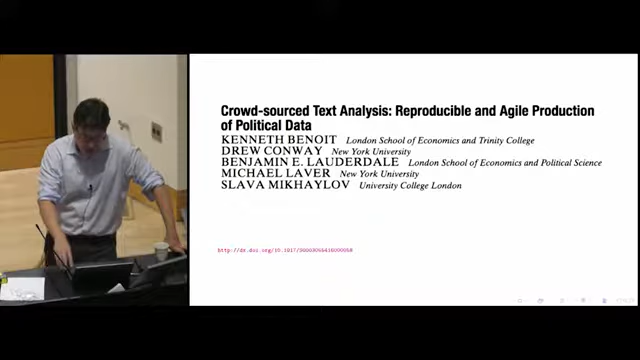 Crowd-sourced Text Analysis: Reproducible and Agile Production
of Political Data
KENNETH BENOIT London School of Economics and Trinity College
DREW CONWAY New York University
BENJAMIN E. LAUDERDALE London School of Economics and Political Science
MICHAEL LAVER New York University
SLAVA MIKHAYLOV University College London